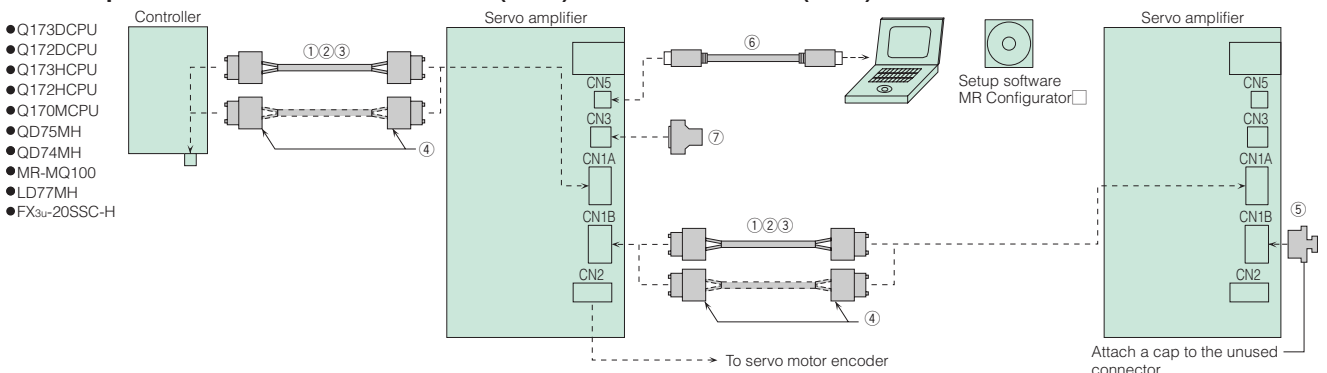 Controller
Servo amplifier
Servo amplifier
●Q173DCPU
●Q172DCPU
●Q173HCPU
●Q172HCPU
●Q170MCPU
●QD75MH
●QD74MH
●MR-MQ100
●LD77MH
●FX3U-20SSC-H
①②③
④
CN5
CN3
CN1A
CN1B
CN2
⑥
⑦
Setup software
MR Configurator□
①②③
④
To servo motor encoder
CN5
CN3
CN1A
CN1B
CN2
⑤
Attach a cap to the unused
connector